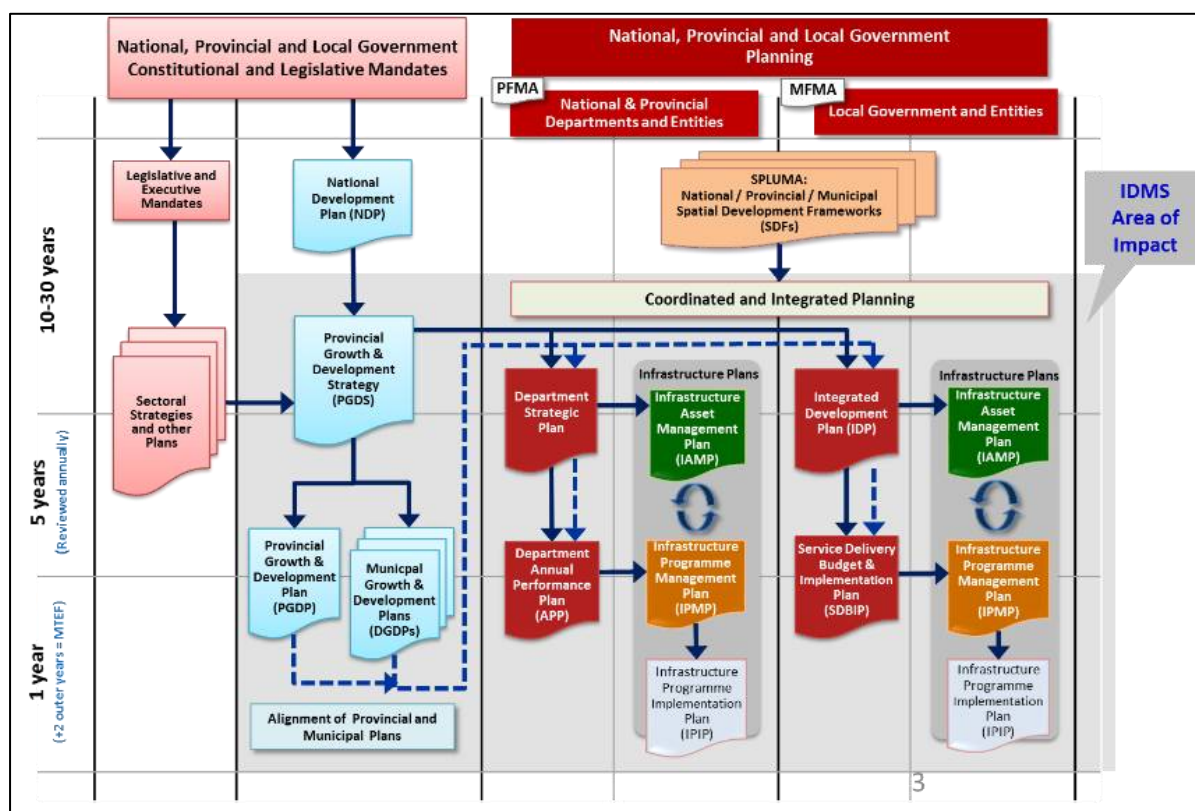 National, Provincial and Local Government
Constitutional and Legislative Mandates
National, Provincial and Local Government
Planning
PFMA
National & Provincial
Departments and Entities
MFMA
Local Government and Entities
10-30 years
Legislative and
Executive
Mandates
National
Development
Plan (NDP)
SPLUMA:
National / Provincial / Municipal
Spatial Development Frameworks
(SDFs)
IDMS
Area of
Impact
Coordinated and Integrated Planning
Sectoral
Strategies
and other
Plans
Provincial
Growth &
Development
Strategy
(PGDS)
Department
Strategic
Plan
Infrastructure Plans
Infrastructure
Asset
Management
Plan
(IAMP)
Integrated
Development
Plan (IDP)
Infrastructure Plans
Infrastructure
Asset
Management
Plan
(IAMP)
5 years
(Reviewed annually)
Provincial
Growth &
Development
Plan
(PGDP)
Municpal
Growth &
Development
Plans
(DGDPs)
Department
Annual
Performance
Plan
(APP)
Infrastructure
Programme
Management
Plan
(IPMP)
Service Delivery
Budget &
Implementation
Plan
(SDBIP)
Infrastructure
Programme
Management
Plan
(IPMP)
1 year
(+2 outer years = MTEF)
Alignment of Provincial and
Municipal Plans
Infrastructure
Programme
Implementation
Plan
(IPIP)
Infrastructure
Programme
Implementation
Plan
(IPIP)
3